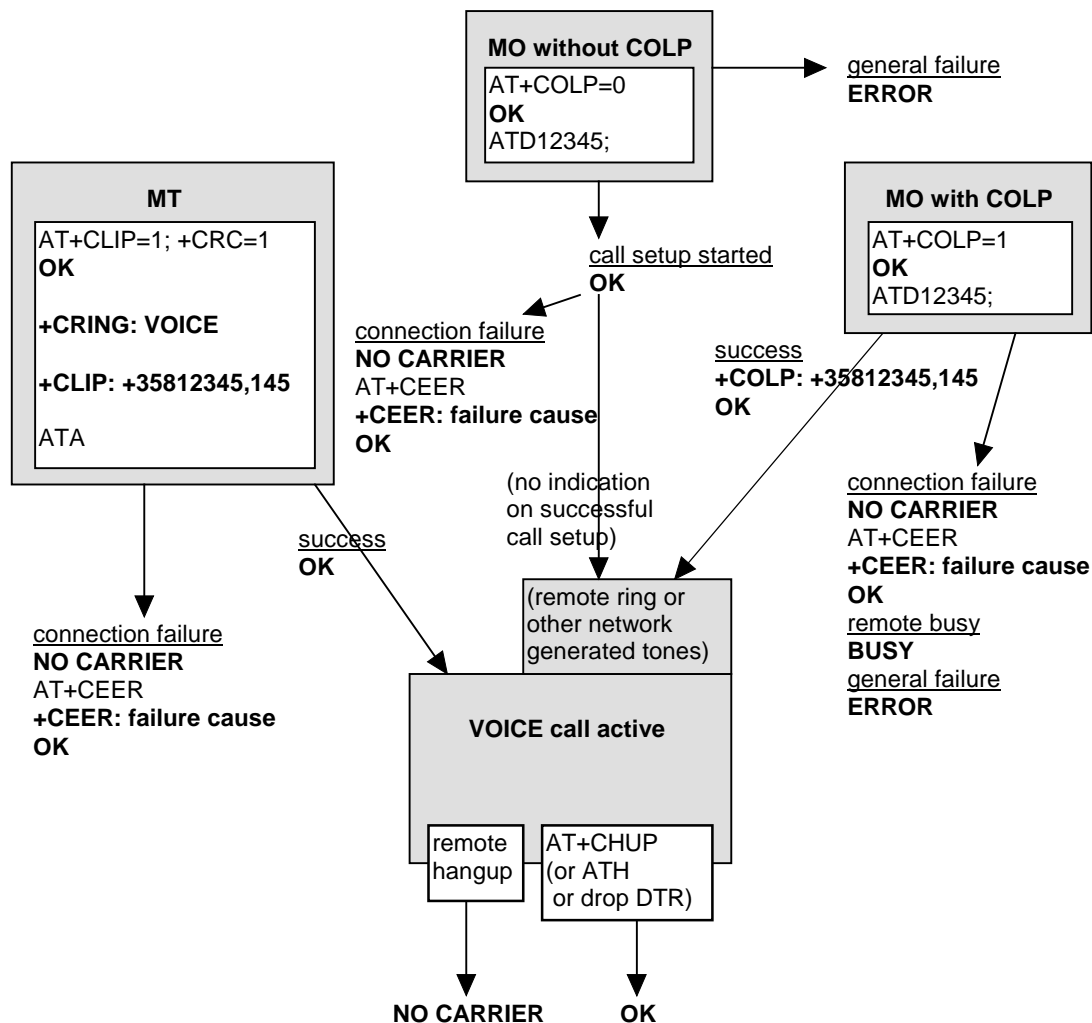 MO without COLP
AT+COLP=0
OK
ATD12345;
general failure
ERROR
MT
AT+CLIP=1; +CRC=1
OK
+CRING: VOICE
+CLIP: +35812345,145
ATA
MO with COLP
AT+COLP=1
OK
ATD12345;
call setup started
OK
connection failure
NO CARRIER
AT+CEER
+CEER: failure cause
OK
success
+COLP: +35812345,145
OK
(no indication
on successful
call setup)
connection failure
NO CARRIER
AT+CEER
+CEER: failure cause
OK
remote busy
BUSY
general failure
ERROR
success
OK
connection failure
NO CARRIER
AT+CEER
+CEER: failure cause
OK
(remote ring or
other network
generated tones)
VOICE call active
remote
hangup
AT+CHUP
(or ATH
or drop DTR)
NO CARRIER
OK